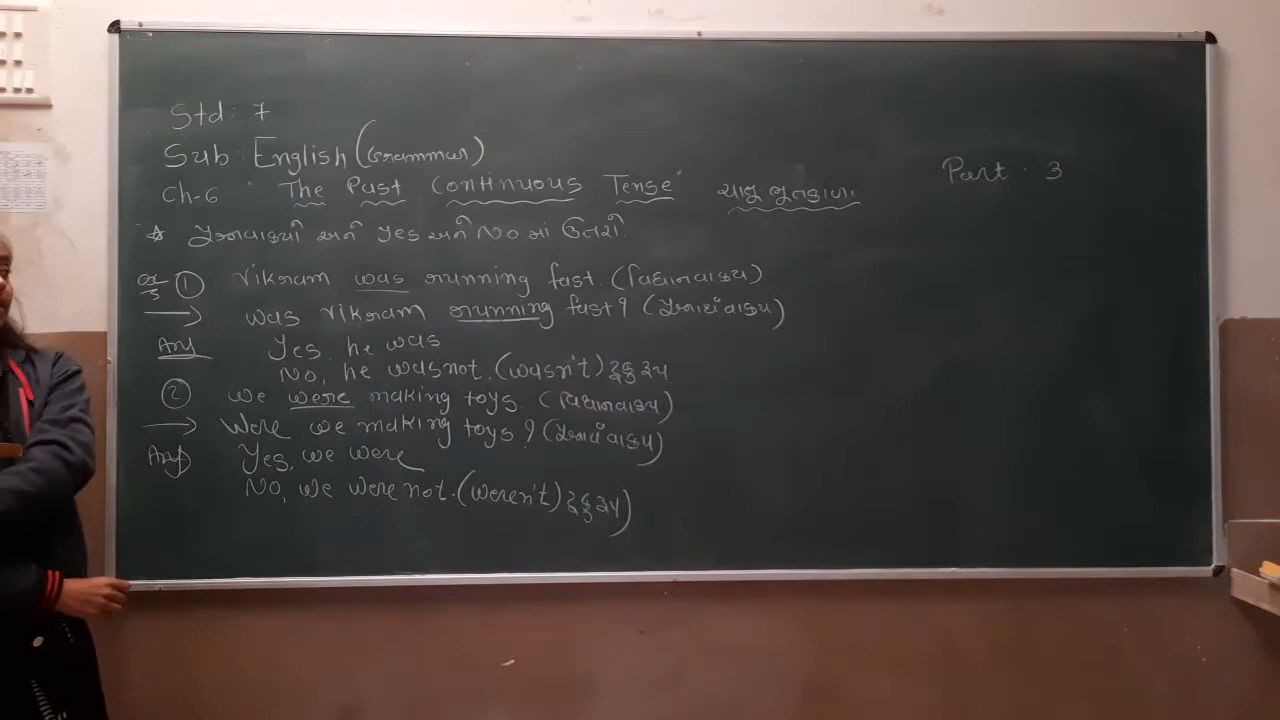 Std: 7
Sub: English (Grammar)
Part. 3
Ch-6 "The Past Continuous Tense" ચાલુ ભૂતકાળ
☆ પ્રશ્નવાક્યો અને Yes અને No માં ઉત્તરો.
① Vikram was running fast. (વિધાનવાક્ય)
→ was Vikram running fast? (પ્રશ્નાર્થવાક્ય)
Ans Yes, he was
No, he was not. (wasn't) ટૂંકુરૂપ
② we were making toys. (વિધાનવાક્ય)
→ Were we making toys? (પ્રશ્નાર્થવાક્ય)
Ans Yes, we were
No, we were not. (weren't) ટૂંકુરૂપ)